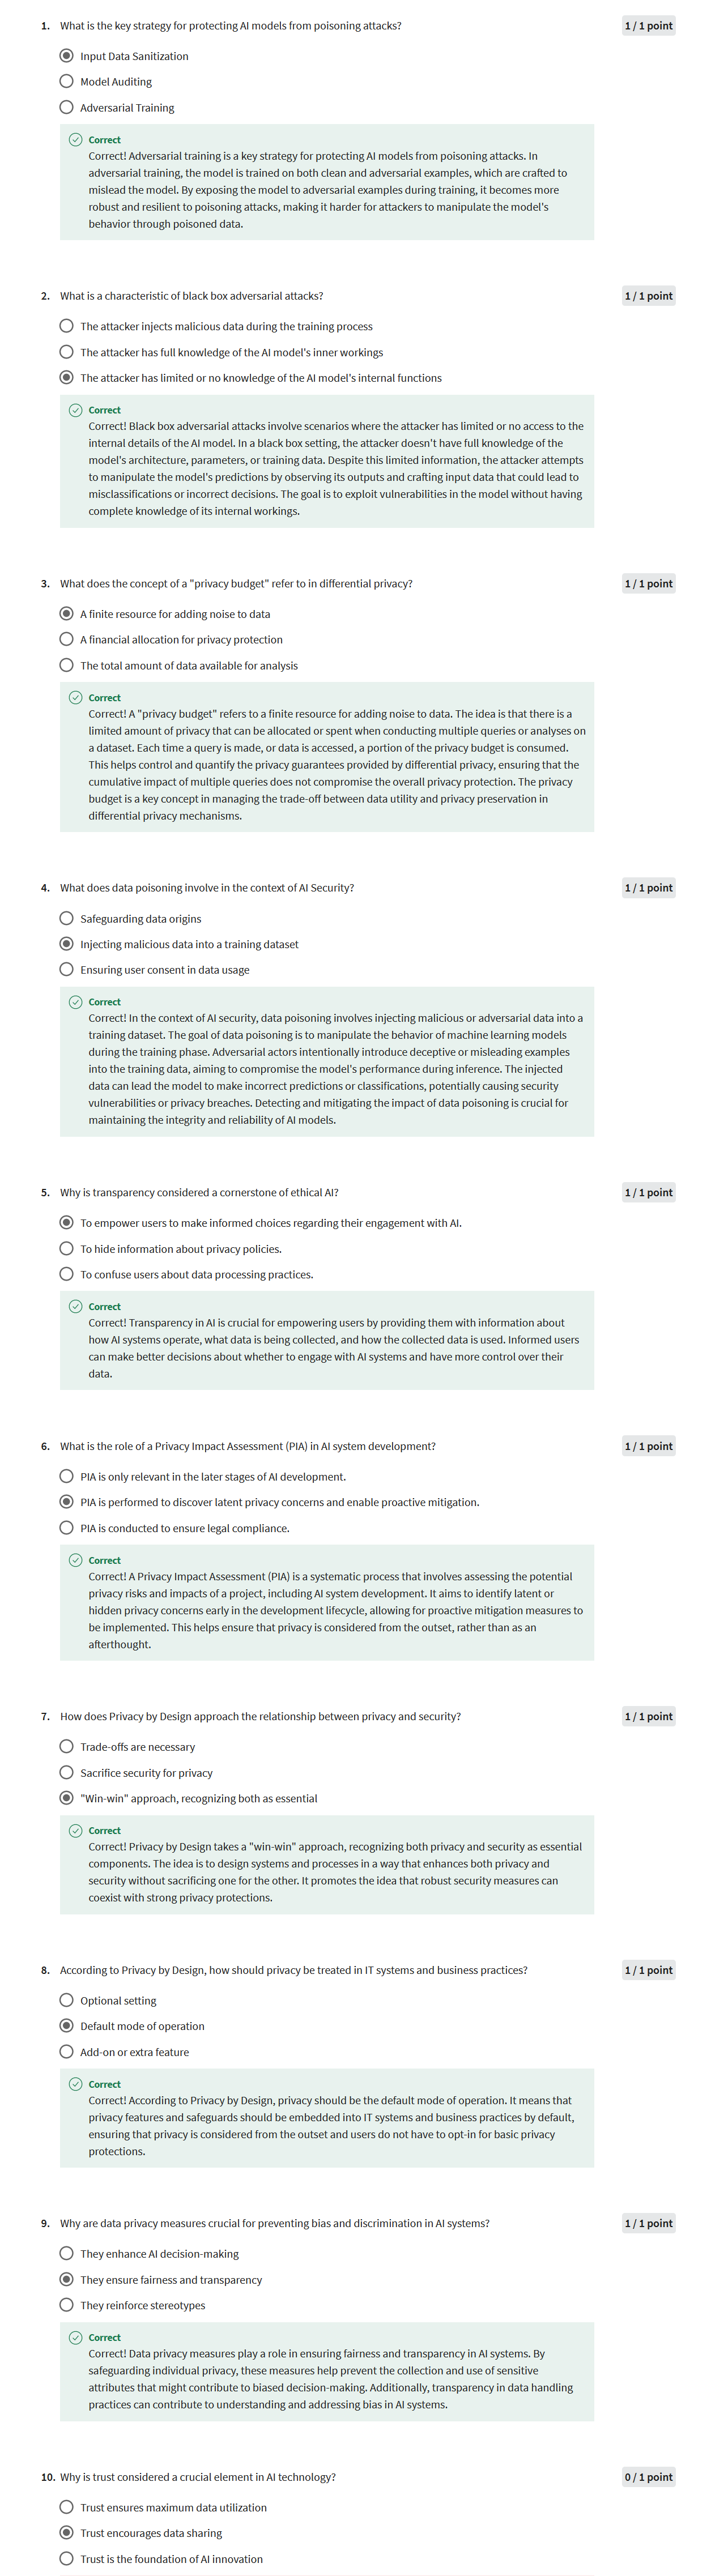 1. What is the key strategy for protecting AI models from poisoning attacks? 1 / 1 point
Input Data Sanitization
Model Auditing
Adversarial Training
Correct
Correct! Adversarial training is a key strategy for protecting AI models from poisoning attacks. In
adversarial training, the model is trained on both clean and adversarial examples, which are crafted to
mislead the model. By exposing the model to adversarial examples during training, it becomes more
robust and resilient to poisoning attacks, making it harder for attackers to manipulate the model's
behavior through poisoned data.
2. What is a characteristic of black box adversarial attacks? 1 / 1 point
The attacker injects malicious data during the training process
The attacker has full knowledge of the AI model's inner workings
The attacker has limited or no knowledge of the AI model's internal functions
Correct
Correct! Black box adversarial attacks involve scenarios where the attacker has limited or no access to the
internal details of the AI model. In a black box setting, the attacker doesn't have full knowledge of the
model's architecture, parameters, or training data. Despite this limited information, the attacker attempts
to manipulate the model's predictions by observing its outputs and crafting input data that could lead to
misclassifications or incorrect decisions. The goal is to exploit vulnerabilities in the model without having
complete knowledge of its internal workings.
3. What does the concept of a "privacy budget" refer to in differential privacy? 1 / 1 point
A finite resource for adding noise to data
A financial allocation for privacy protection
The total amount of data available for analysis
Correct
Correct! A "privacy budget" refers to a finite resource for adding noise to data. The idea is that there is a
limited amount of privacy that can be allocated or spent when conducting multiple queries or analyses on
a dataset. Each time a query is made, or data is accessed, a portion of the privacy budget is consumed.
This helps control and quantify the privacy guarantees provided by differential privacy, ensuring that the
cumulative impact of multiple queries does not compromise the overall privacy protection. The privacy
budget is a key concept in managing the trade-off between data utility and privacy preservation in
differential privacy mechanisms.
4. What does data poisoning involve in the context of AI Security? 1 / 1 point
Safeguarding data origins
Injecting malicious data into a training dataset
Ensuring user consent in data usage
Correct
Correct! In the context of AI security, data poisoning involves injecting malicious or adversarial data into a
training dataset. The goal of data poisoning is to manipulate the behavior of machine learning models
during the training phase. Adversarial actors intentionally introduce deceptive or misleading examples
into the training data, aiming to compromise the model's performance during inference. The injected
data can lead the model to make incorrect predictions or classifications, potentially causing security
vulnerabilities or privacy breaches. Detecting and mitigating the impact of data poisoning is crucial for
maintaining the integrity and reliability of AI models.
5. Why is transparency considered a cornerstone of ethical AI? 1 / 1 point
To empower users to make informed choices regarding their engagement with AI.
To hide information about privacy policies.
To confuse users about data processing practices.
Correct
Correct! Transparency in AI is crucial for empowering users by providing them with information about
how AI systems operate, what data is being collected, and how the collected data is used. Informed users
can make better decisions about whether to engage with AI systems and have more control over their
data.
6. What is the role of a Privacy Impact Assessment (PIA) in AI system development? 1 / 1 point
PIA is only relevant in the later stages of AI development.
PIA is performed to discover latent privacy concerns and enable proactive mitigation.
PIA is conducted to ensure legal compliance.
Correct
Correct! A Privacy Impact Assessment (PIA) is a systematic process that involves assessing the potential
privacy risks and impacts of a project, including AI system development. It aims to identify latent or
hidden privacy concerns early in the development lifecycle, allowing for proactive mitigation measures to
be implemented. This helps ensure that privacy is considered from the outset, rather than as an
afterthought.
7. How does Privacy by Design approach the relationship between privacy and security? 1 / 1 point
Trade-offs are necessary
Sacrifice security for privacy
"Win-win" approach, recognizing both as essential
Correct
Correct! Privacy by Design takes a "win-win" approach, recognizing both privacy and security as essential
components. The idea is to design systems and processes in a way that enhances both privacy and
security without sacrificing one for the other. It promotes the idea that robust security measures can
coexist with strong privacy protections.
8. According to Privacy by Design, how should privacy be treated in IT systems and business practices? 1 / 1 point
Optional setting
Default mode of operation
Add-on or extra feature
Correct
Correct! According to Privacy by Design, privacy should be the default mode of operation. It means that
privacy features and safeguards should be embedded into IT systems and business practices by default,
ensuring that privacy is considered from the outset and users do not have to opt-in for basic privacy
protections.
9. Why are data privacy measures crucial for preventing bias and discrimination in AI systems? 1 / 1 point
They enhance AI decision-making
They ensure fairness and transparency
They reinforce stereotypes
Correct
Correct! Data privacy measures play a role in ensuring fairness and transparency in AI systems. By
safeguarding individual privacy, these measures help prevent the collection and use of sensitive
attributes that might contribute to biased decision-making. Additionally, transparency in data handling
practices can contribute to understanding and addressing bias in AI systems.
10. Why is trust considered a crucial element in AI technology? 0 / 1 point
Trust ensures maximum data utilization
Trust encourages data sharing
Trust is the foundation of AI innovation